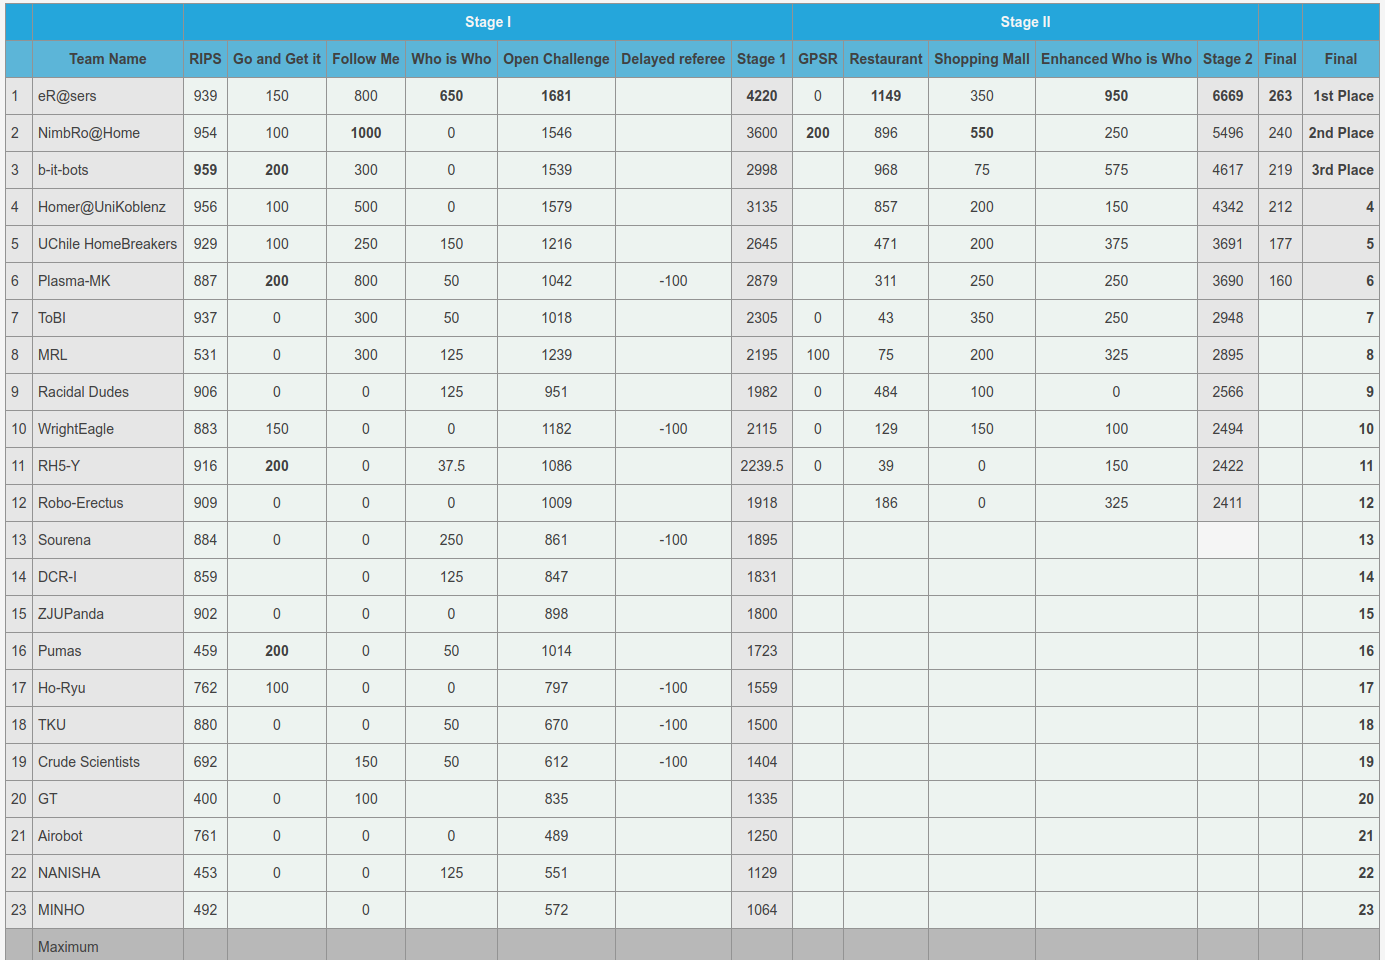 Stage I Stage II
Team Name RIPS Go and Get it Follow Me Who is Who Open Challenge Delayed referee Stage 1 GPSR Restaurant Shopping Mall Enhanced Who is Who Stage 2 Final Final
1 eR@sers 939 150 800 650 1681 4220 0 1149 350 950 6669 263 1st Place
2 NimbRo@Home 954 100 1000 0 1546 3600 200 896 550 250 5496 240 2nd Place
3 b-it-bots 959 200 300 0 1539 2998 968 75 575 4617 219 3rd Place
4 Homer@UniKoblenz 956 100 500 0 1579 3135 857 200 150 4342 212 4
5 UChile HomeBreakers 929 100 250 150 1216 2645 471 200 375 3691 177 5
6 Plasma-MK 887 200 800 50 1042 -100 2879 311 250 250 3690 160 6
7 ToBI 937 0 300 50 1018 2305 0 43 350 250 2948 7
8 MRL 531 0 300 125 1239 2195 100 75 200 325 2895 8
9 Racidal Dudes 906 0 0 125 951 1982 0 484 100 0 2566 9
10 WrightEagle 883 150 0 0 1182 -100 2115 0 129 150 100 2494 10
11 RH5-Y 916 200 0 37.5 1086 2239.5 0 39 0 150 2422 11
12 Robo-Erectus 909 0 0 0 1009 1918 186 0 325 2411 12
13 Sourena 884 0 0 250 861 -100 1895 13
14 DCR-I 859 0 125 847 1831 14
15 ZJUPanda 902 0 0 0 898 1800 15
16 Pumas 459 200 0 50 1014 1723 16
17 Ho-Ryu 762 100 0 0 797 -100 1559 17
18 TKU 880 0 0 50 670 -100 1500 18
19 Crude Scientists 692 150 50 612 -100 1404 19
20 GT 400 0 100 835 1335 20
21 Airobot 761 0 0 0 489 1250 21
22 NANISHA 453 0 0 125 551 1129 22
23 MINHO 492 0 572 1064 23
Maximum